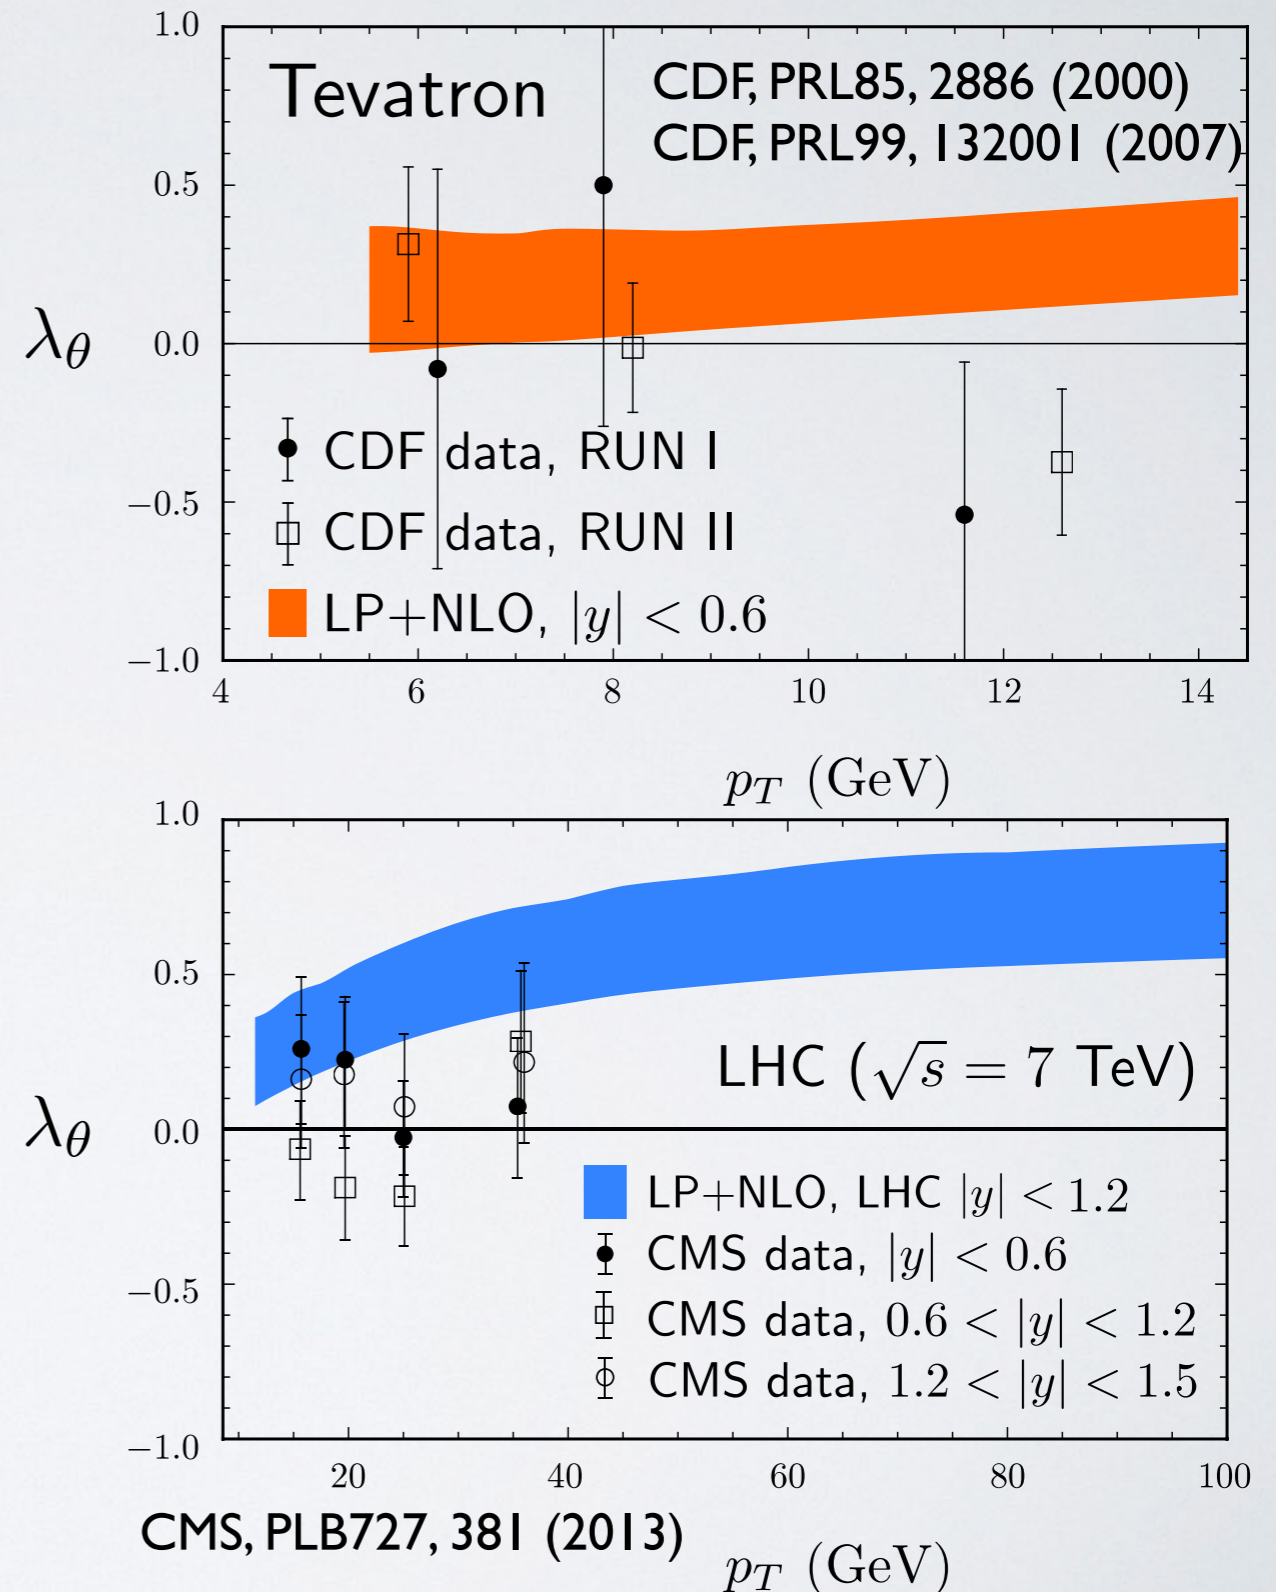 1.0
Tevatron
CDF, PRL85, 2886 (2000)
CDF, PRL99, 132001 (2007)
0.5
λθ
0.0
CDF data, RUN I
−0.5
CDF data, RUN II
LP+NLO, |y| < 0.6
−1.0
4 6 8 10 12 14
pT (GeV)
1.0
0.5
LHC (√s = 7 TeV)
λθ
0.0
LP+NLO, LHC |y| < 1.2
CMS data, |y| < 0.6
−0.5
CMS data, 0.6 < |y| < 1.2
CMS data, 1.2 < |y| < 1.5
−1.0
20 40 60 80 100
CMS, PLB727, 381 (2013)
pT (GeV)